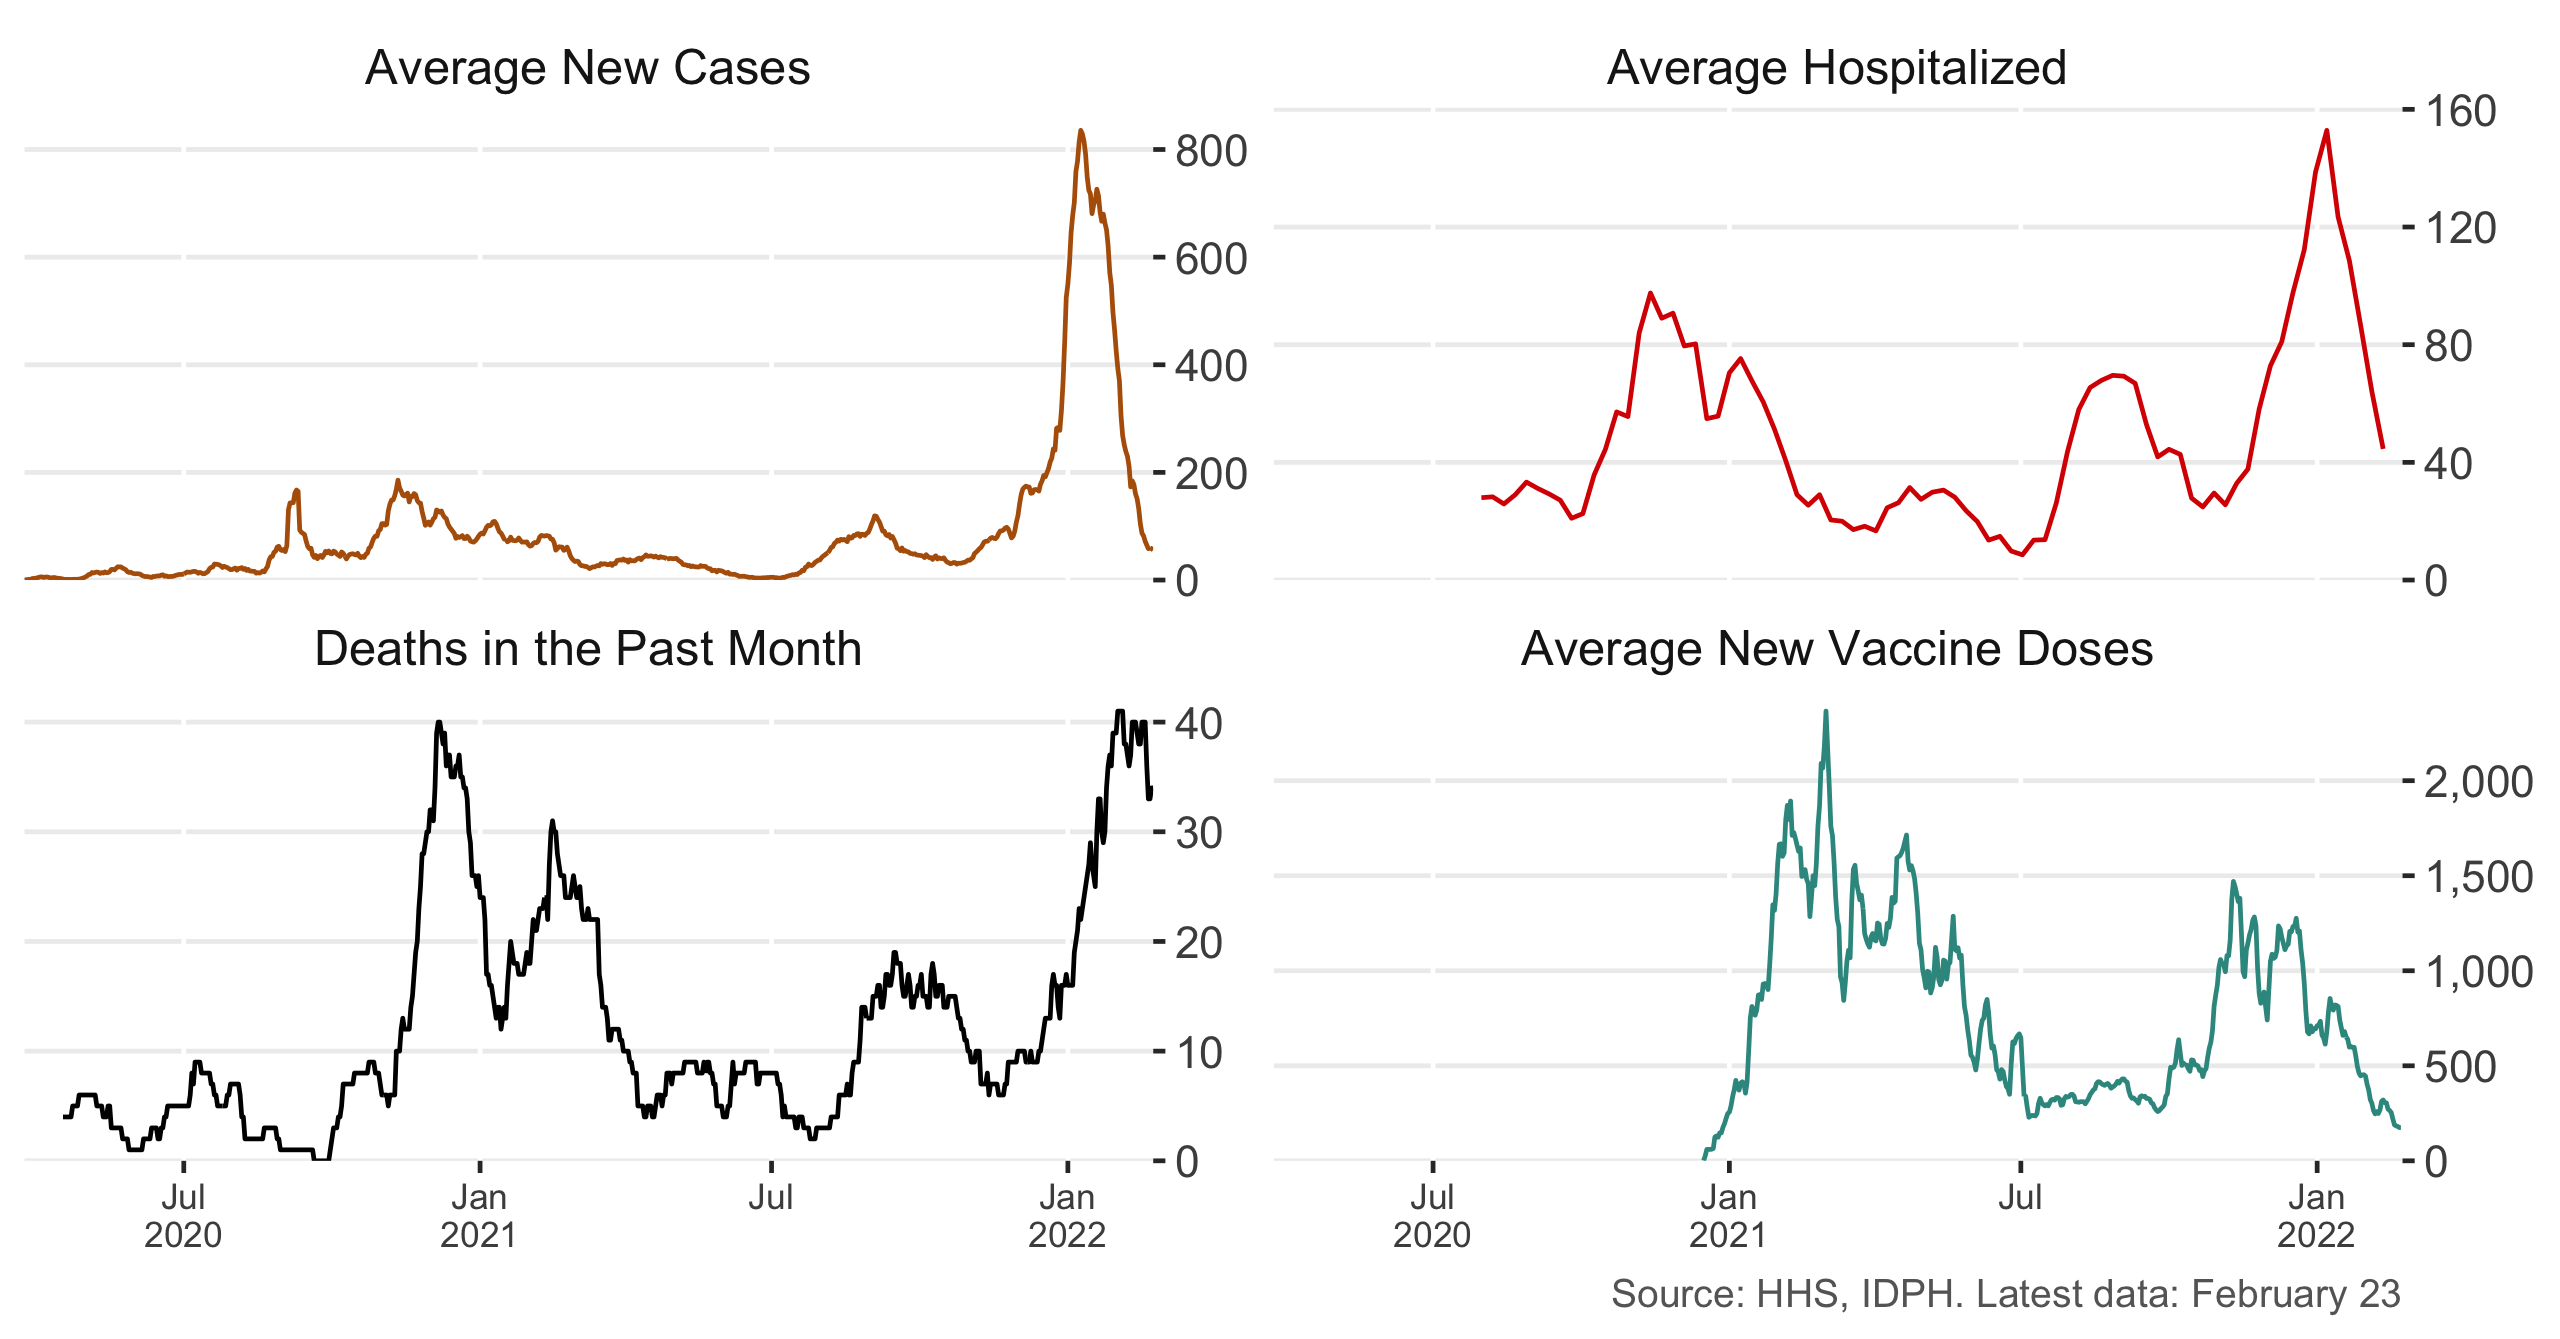 Average New Cases
800
600
400
200
0
Average Hospitalized
160
120
80
40
0
Deaths in the Past Month
40
30
20
10
0
Jul Jan Jul Jan
2020 2021 2022
Average New Vaccine Doses
2,000
1,500
1,000
500
0
Jul Jan Jul Jan
2020 2021 2022
Source: HHS, IDPH. Latest data: February 23